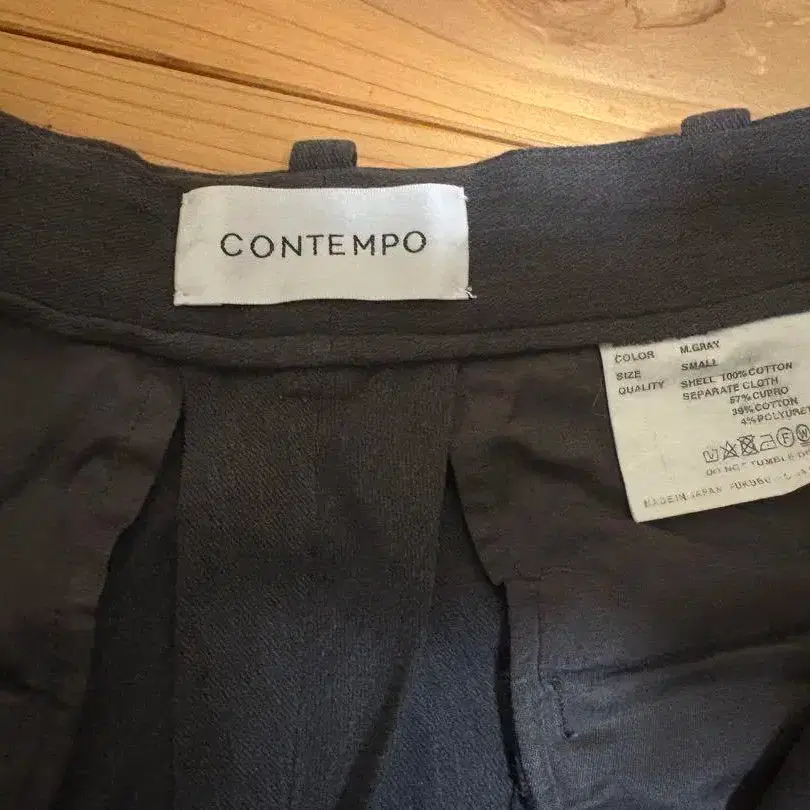 CONTEMPO
COLOR M.GRAY
SIZE SMALL
QUALITY SHELL 100%COTTON
SEPARATE CLOTH
57%CUPRO
39%COTTON
4%POLYURET
DO NOT TUMBLE DR
MADE IN JAPAN